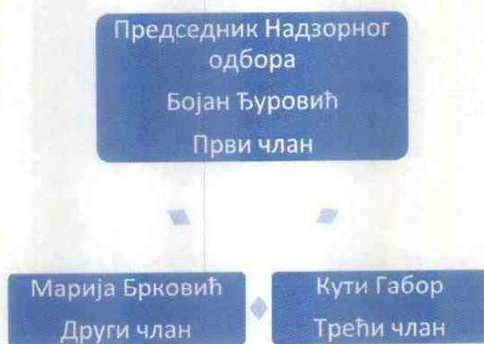 Председник Надзорног
одбора
Бојан Ђуровић
Први члан
Марија Брковић
Други члан
Кути Габор
Трећи члан